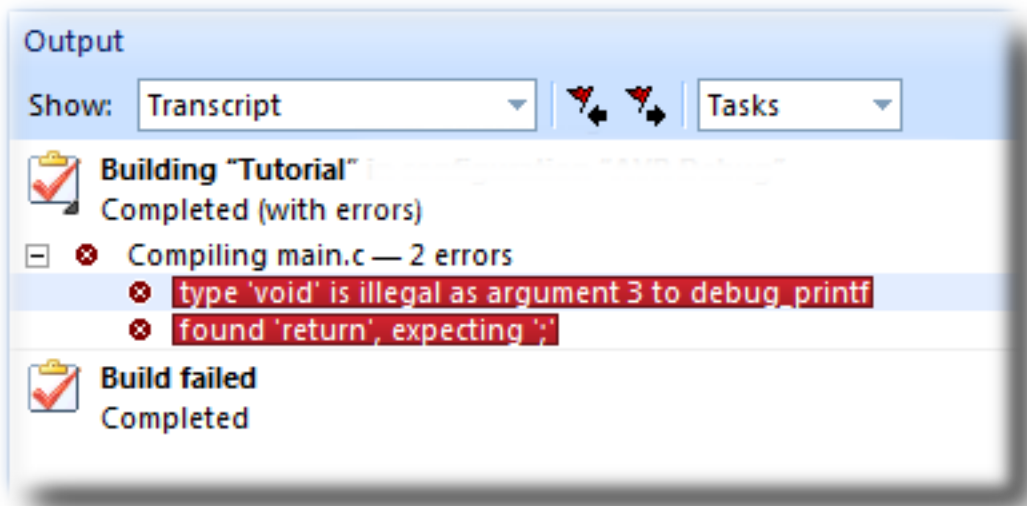 Output
Show: Transcript Tasks
Building “Tutorial”
Completed (with errors)
Compiling main.c — 2 errors
type 'void' is illegal as argument 3 to debug_printf
found 'return', expecting ';'
Build failed
Completed